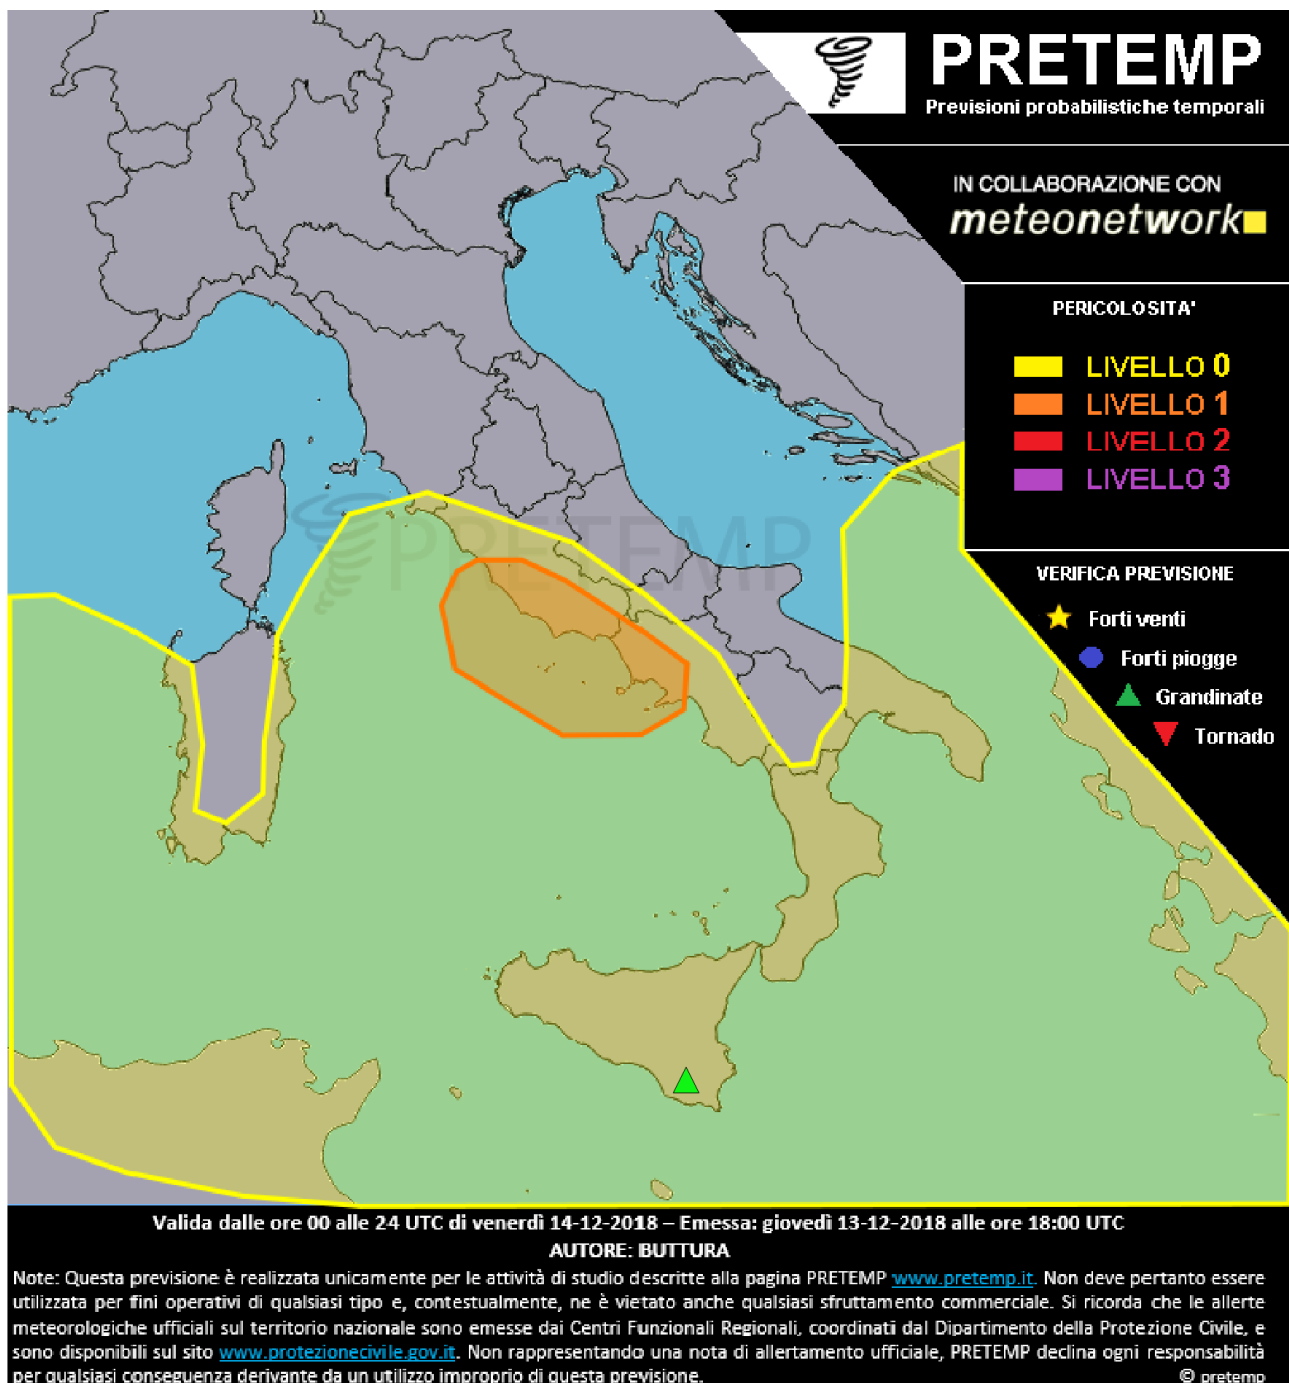 PRETEMP
Previsioni probabilistiche temporali
IN COLLABORAZIONE CON
meteonetwork
PERICOLOSITA'
LIVELLO 0
LIVELLO 1
LIVELLO 2
LIVELLO 3
PRETEMP
VERIFICA PREVISIONE
Forti venti
Forti piogge
Grandinate
Tornado
Valida dalle ore 00 alle 24 UTC di venerdì 14-12-2018 – Emessa: giovedì 13-12-2018 alle ore 18:00 UTC
AUTORE: BUTTURA
Note: Questa previsione è realizzata unicamente per le attività di studio descritte alla pagina PRETEMP www.pretemp.it. Non deve pertanto essere
utilizzata per fini operativi di qualsiasi tipo e, contestualmente, ne è vietato anche qualsiasi sfruttamento commerciale. Si ricorda che le allerte
meteorologiche ufficiali sul territorio nazionale sono emesse dai Centri Funzionali Regionali, coordinati dal Dipartimento della Protezione Civile, e
sono disponibili sul sito www.protezionecivile.gov.it. Non rappresentando una nota di allertamento ufficiale, PRETEMP declina ogni responsabilità
per qualsiasi conseguenza derivante da un utilizzo improprio di questa previsione.
© pretemp